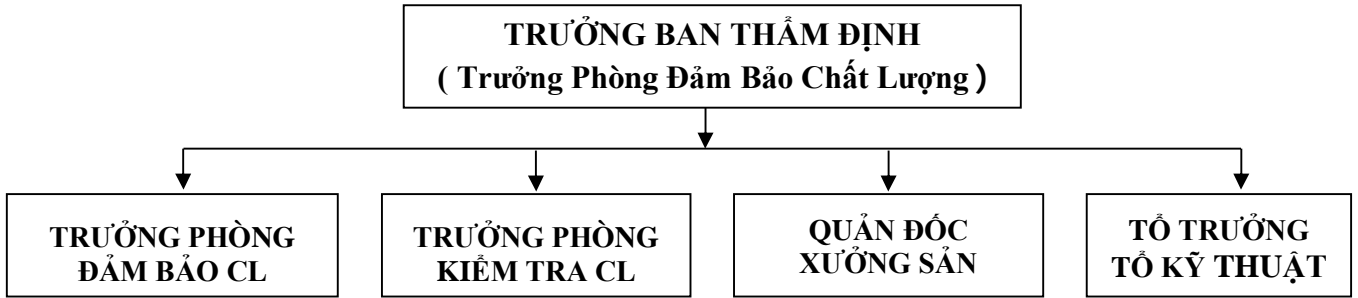 TRƯỞNG BAN THẨM ĐỊNH
( Trưởng Phòng Đảm Bảo Chất Lượng )
TRƯỞNG PHÒNG
ĐẢM BẢO CL
TRƯỞNG PHÒNG
KIỂM TRA CL
QUẢN ĐỐC
XƯỞNG SẢN
TỔ TRƯỞNG
TỔ KỸ THUẬT